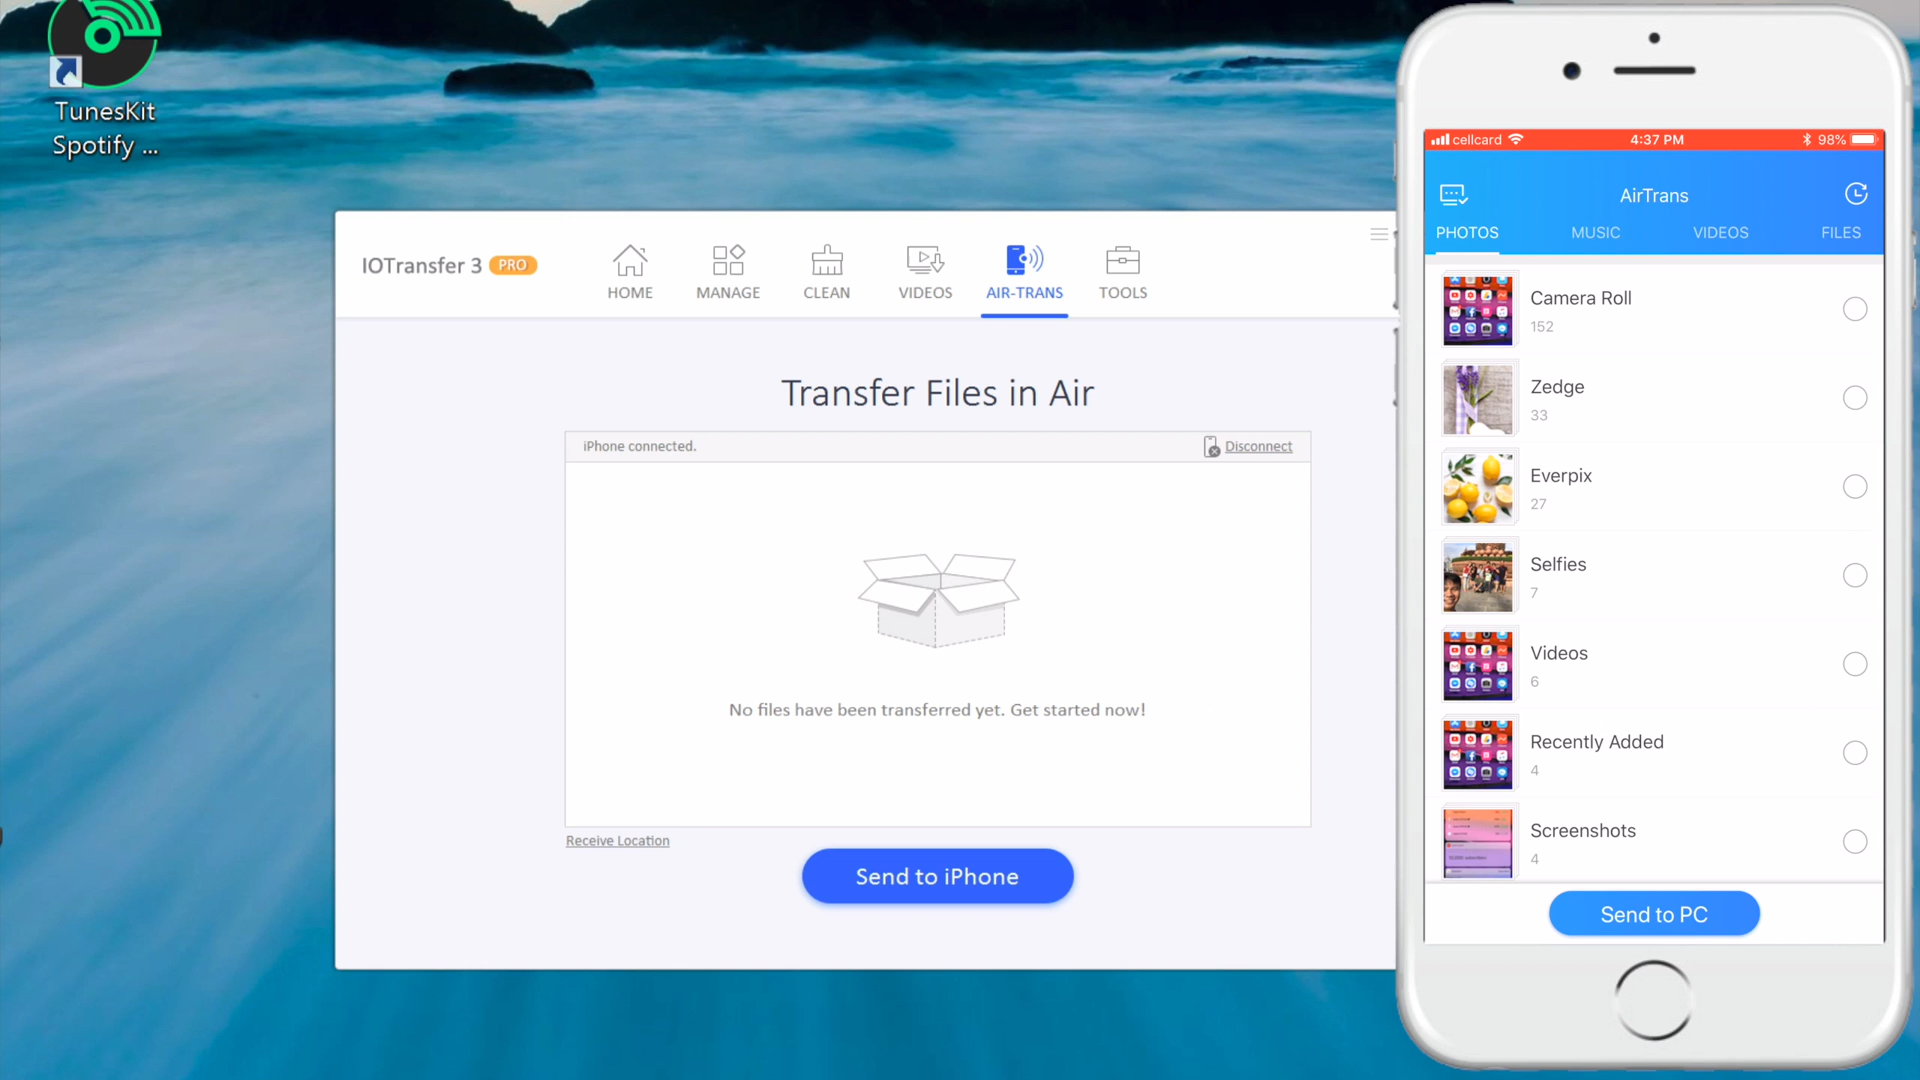 TunesKit
Spotify ...
IOTransfer 3 PRO
HOME
MANAGE
CLEAN
VIDEOS
AIR-TRANS
TOOLS
Transfer Files in Air
iPhone connected.
Disconnect
No files have been transferred yet. Get started now!
Receive Location
Send to iPhone
cellcard
4:37 PM
98%
AirTrans
PHOTOS
MUSIC
VIDEOS
FILES
Camera Roll
152
Zedge
33
Everpix
27
Selfies
7
Videos
6
Recently Added
4
Screenshots
4
Send to PC